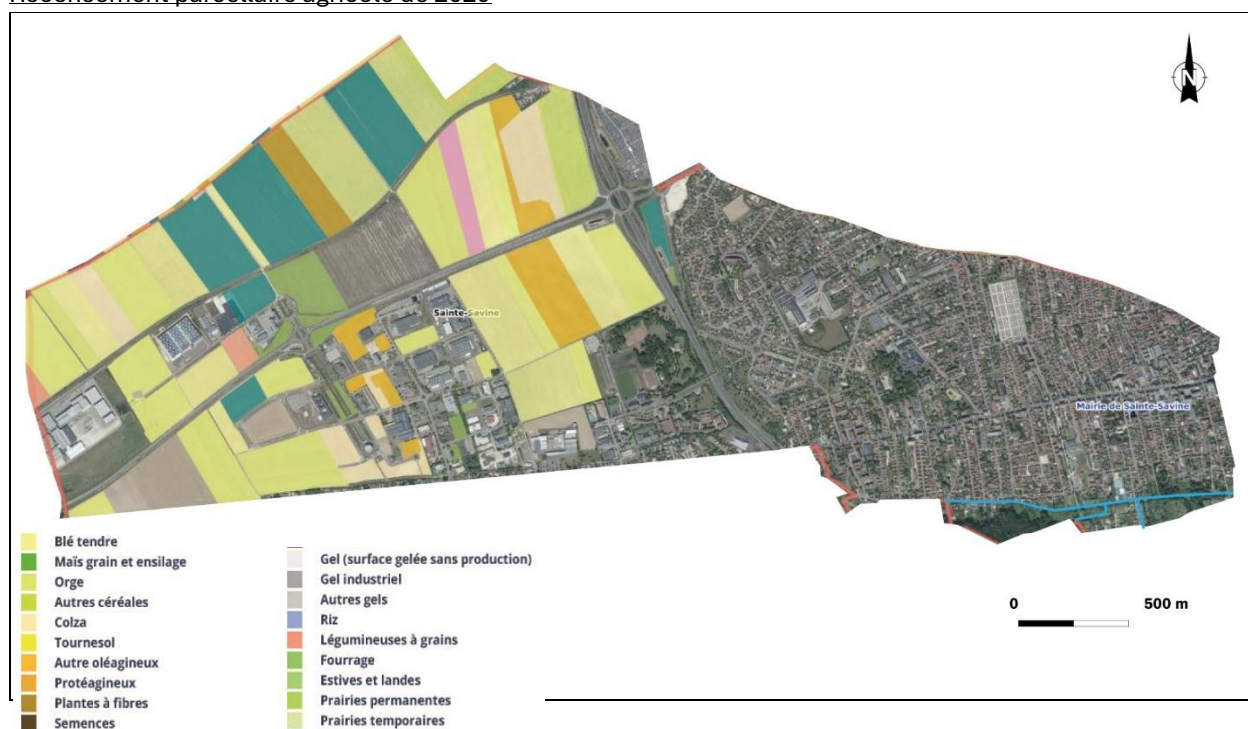 Recensement parcellaire agricole de 2020
N
Sainte-Savine
Mairie de Sainte-Savine
0 500 m
Blé tendre
Maïs grain et ensilage
Orge
Autres céréales
Colza
Tournesol
Autre oléagineux
Protéagineux
Plantes à fibres
Semences
Gel (surface gelée sans production)
Gel industriel
Autres gels
Riz
Légumineuses à grains
Fourrage
Estives et landes
Prairies permanentes
Prairies temporaires